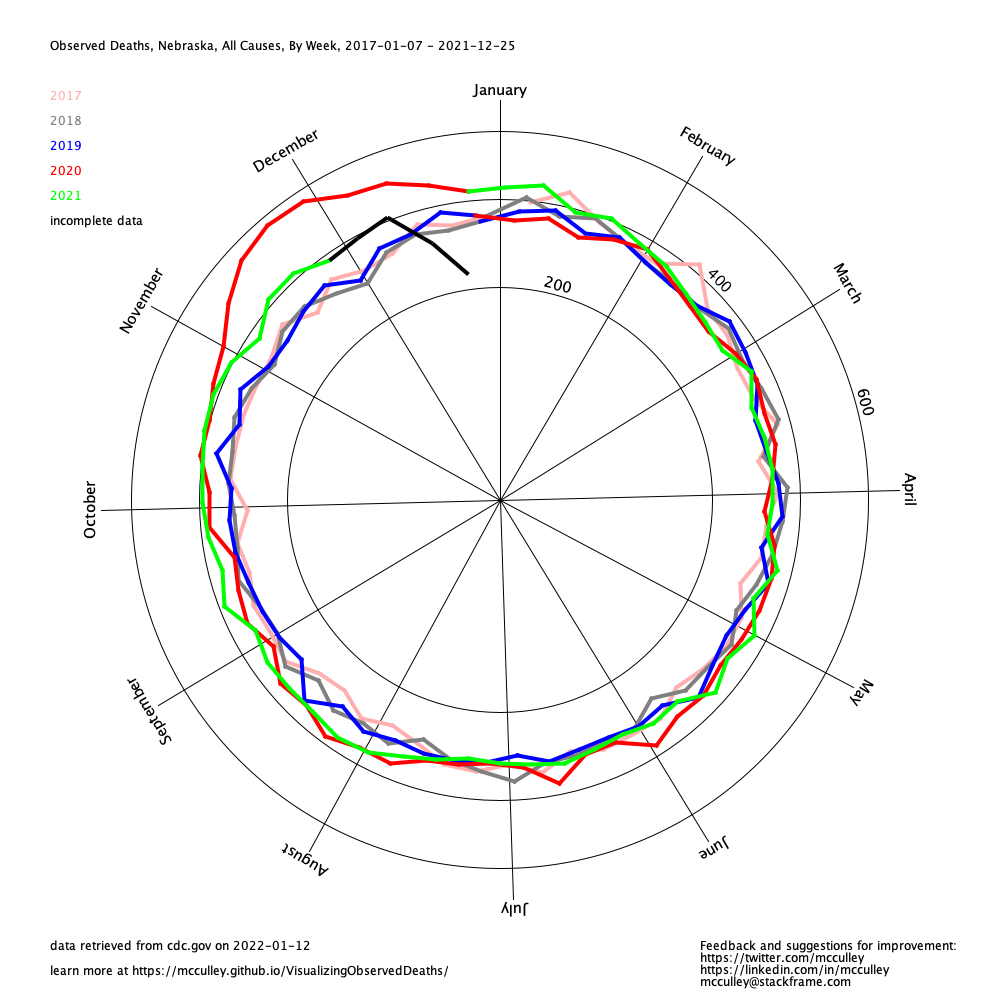 Observed Deaths, Nebraska, All Causes, By Week, 2017-01-07 - 2021-12-25
January
2017
2018
2019
2020
2021
incomplete data
December
February
November
March
200
400
600
October
April
September
May
August
June
July
data retrieved from cdc.gov on 2022-01-12
learn more at https://mcculley.github.io/VisualizingObservedDeaths/
Feedback and suggestions for improvement:
https://twitter.com/mcculley
https://linkedin.com/in/mcculley
mcculley@stackframe.com